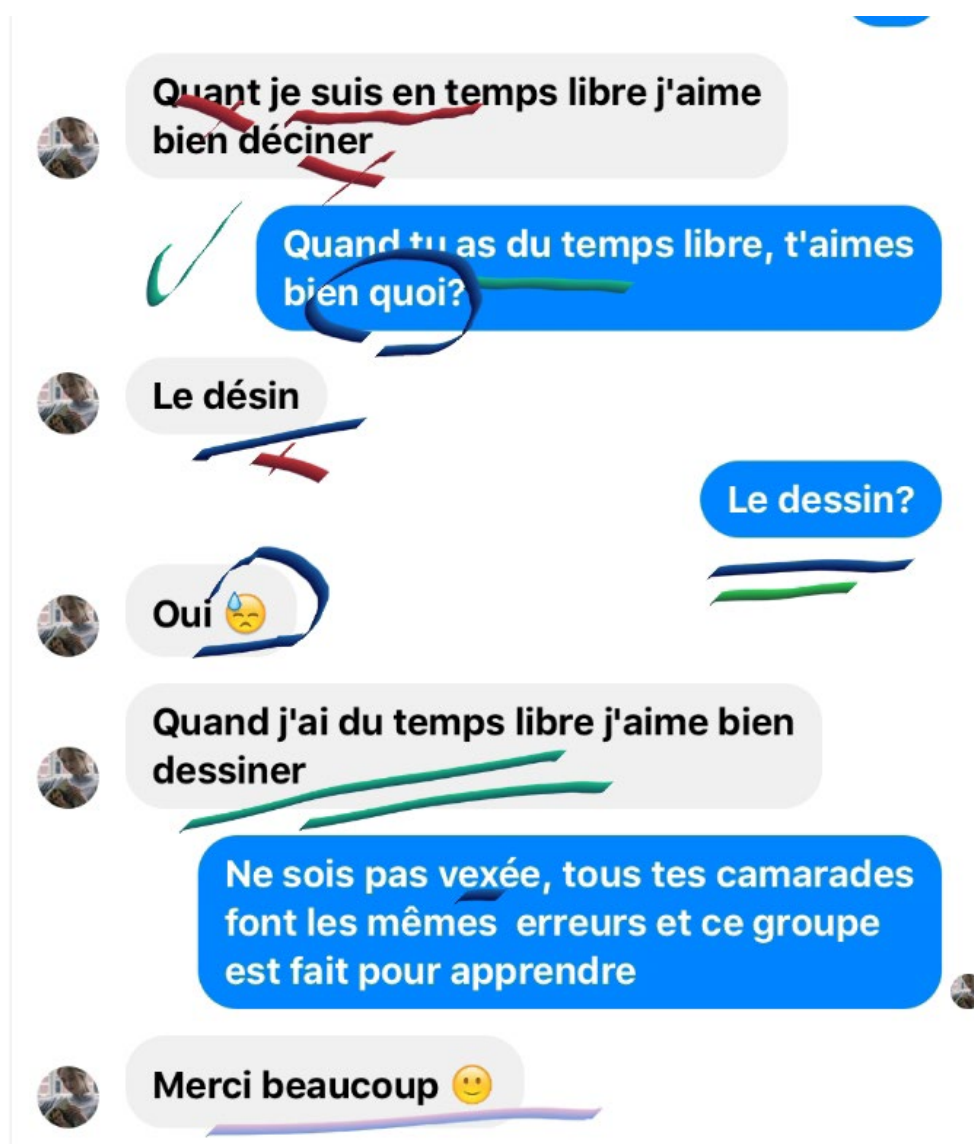 Quant je suis en temps libre j'aime
bien déciner
Quand tu as du temps libre, t'aimes
bien quoi?
Le désin
Le dessin?
Oui 😓
Quand j'ai du temps libre j'aime bien
dessiner
Ne sois pas vexée, tous tes camarades
font les mêmes  erreurs et ce groupe
est fait pour apprendre
Merci beaucoup 🙂